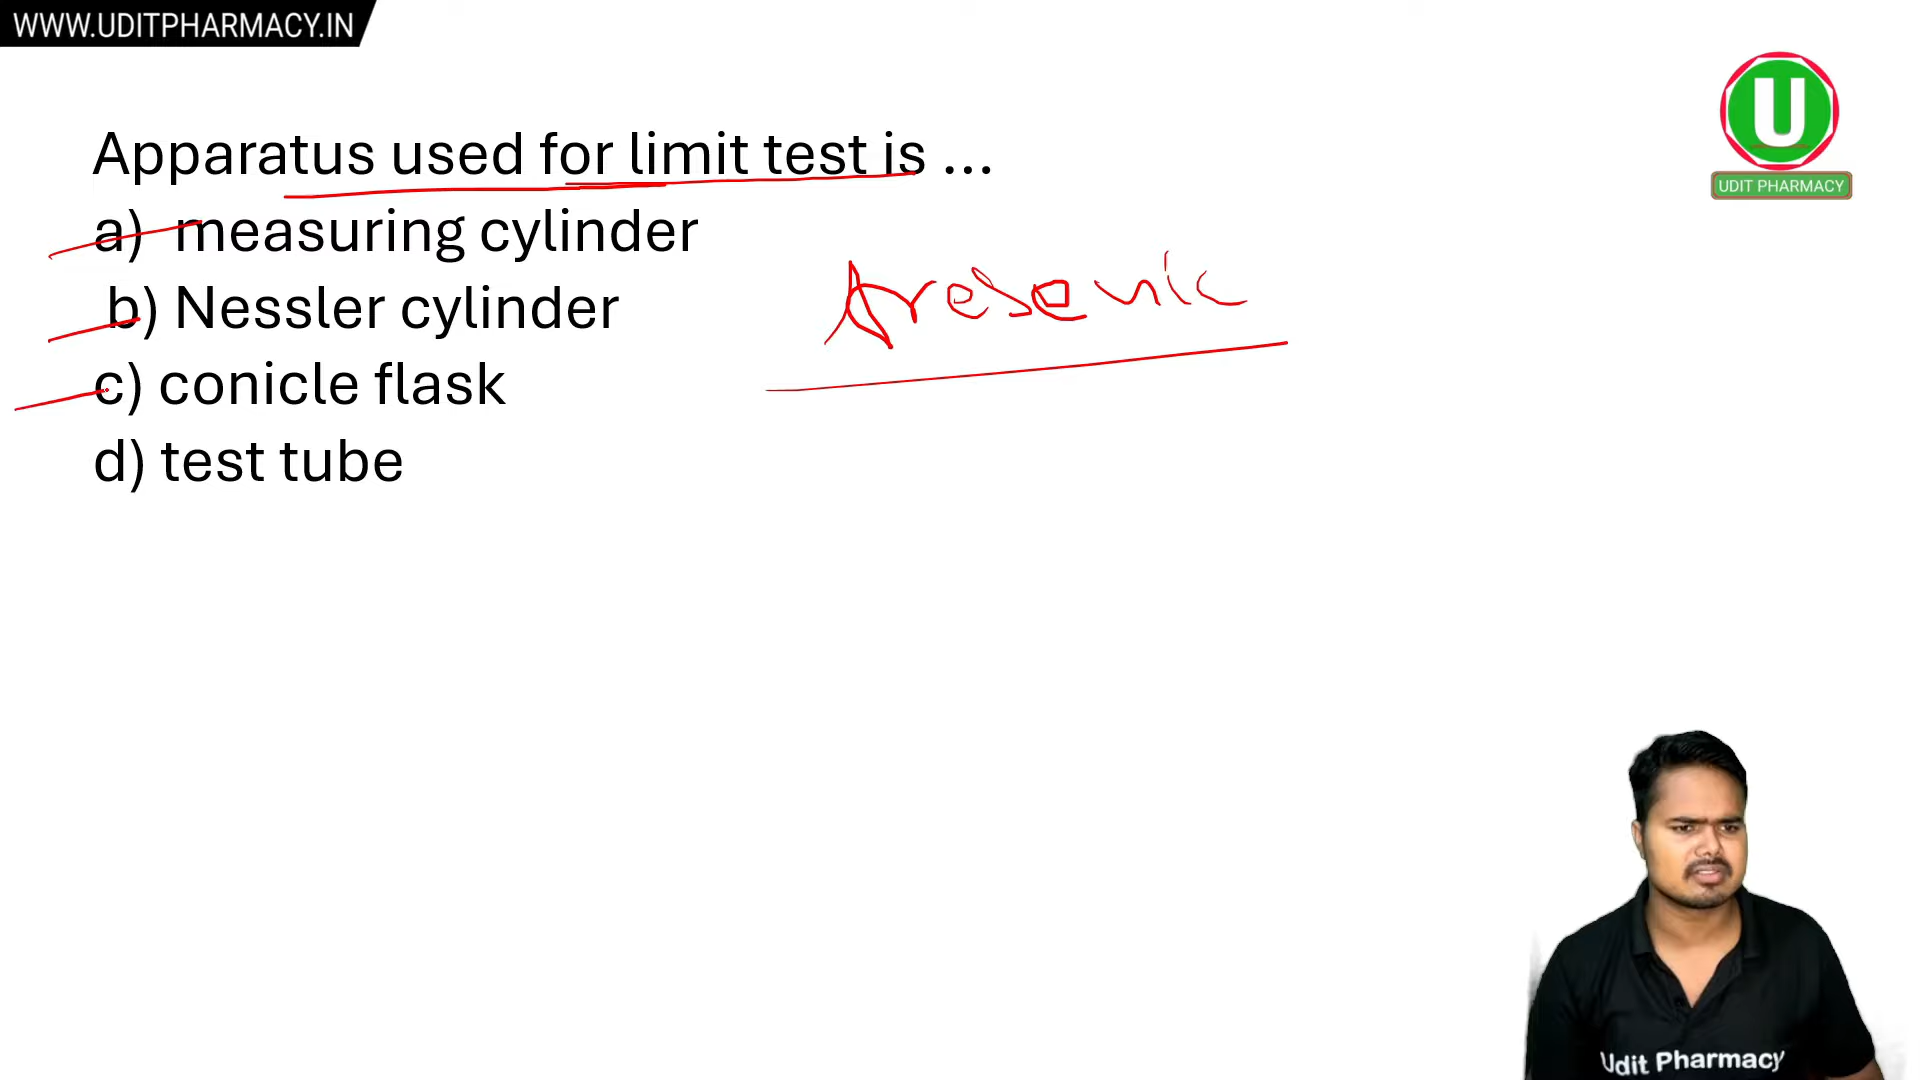 WWW.UDITPHARMACY.IN
U
UDIT PHARMACY
Apparatus used for limit test is ...
a) measuring cylinder
b) Nessler cylinder
c) conicle flask
d) test tube
Aresenic
Udit Pharmacy